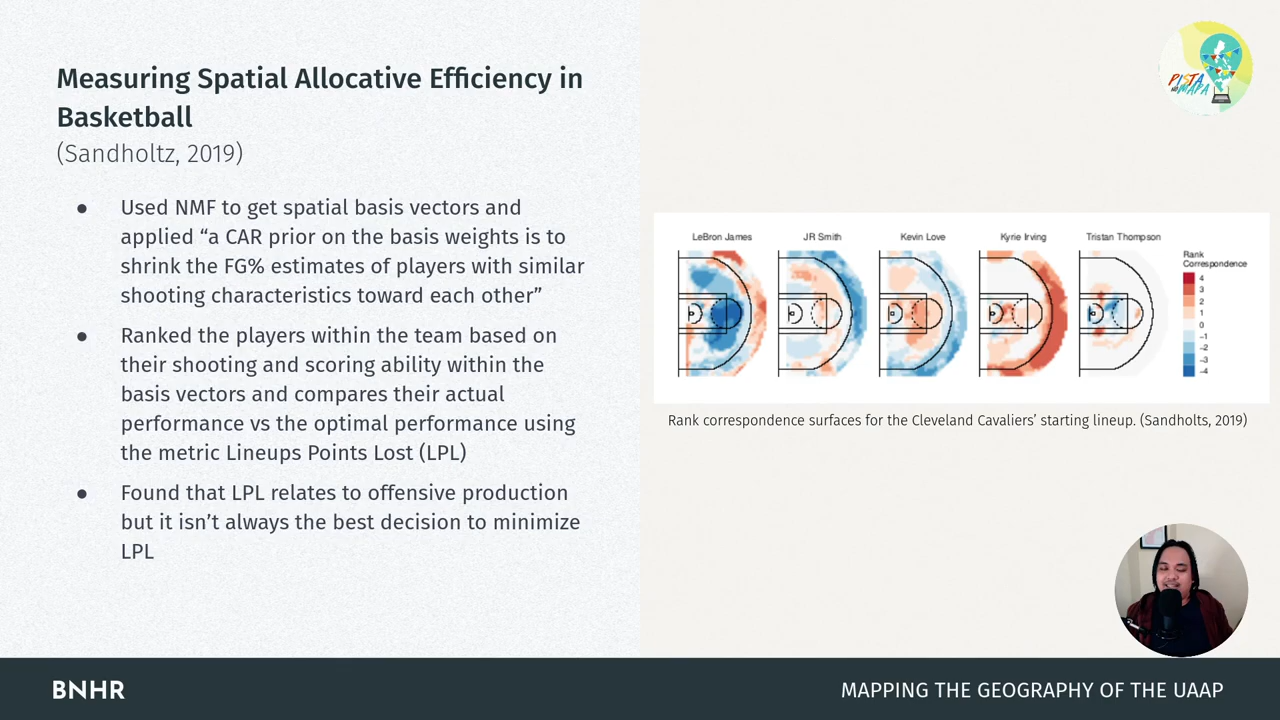 Measuring Spatial Allocative Efficiency in
Basketball
(Sandholtz, 2019)
● Used NMF to get spatial basis vectors and
applied “a CAR prior on the basis weights is to
shrink the FG% estimates of players with similar
shooting characteristics toward each other”
● Ranked the players within the team based on
their shooting and scoring ability within the
basis vectors and compares their actual
performance vs the optimal performance using
the metric Lineups Points Lost (LPL)
● Found that LPL relates to offensive production
but it isn’t always the best decision to minimize
LPL
PISTA
NG MAPA
LeBron James
JR Smith
Kevin Love
Kyrie Irving
Tristan Thompson
Rank
Correspondence
4
3
2
1
0
-1
-2
-3
-4
Rank correspondence surfaces for the Cleveland Cavaliers’ starting lineup. (Sandholts, 2019)
BNHR
MAPPING THE GEOGRAPHY OF THE UAAP